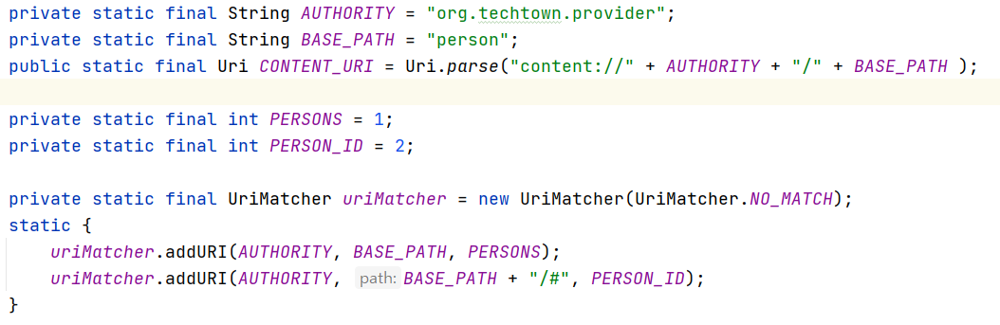 private static final String AUTHORITY = "org.techtown.provider";
private static final String BASE_PATH = "person";
public static final Uri CONTENT_URI = Uri.parse("content://" + AUTHORITY + "/" + BASE_PATH );
private static final int PERSONS = 1;
private static final int PERSON_ID = 2;
private static final UriMatcher uriMatcher = new UriMatcher(UriMatcher.NO_MATCH);
static {
uriMatcher.addURI(AUTHORITY, BASE_PATH, PERSONS);
uriMatcher.addURI(AUTHORITY, path: BASE_PATH + "/#", PERSON_ID);
}